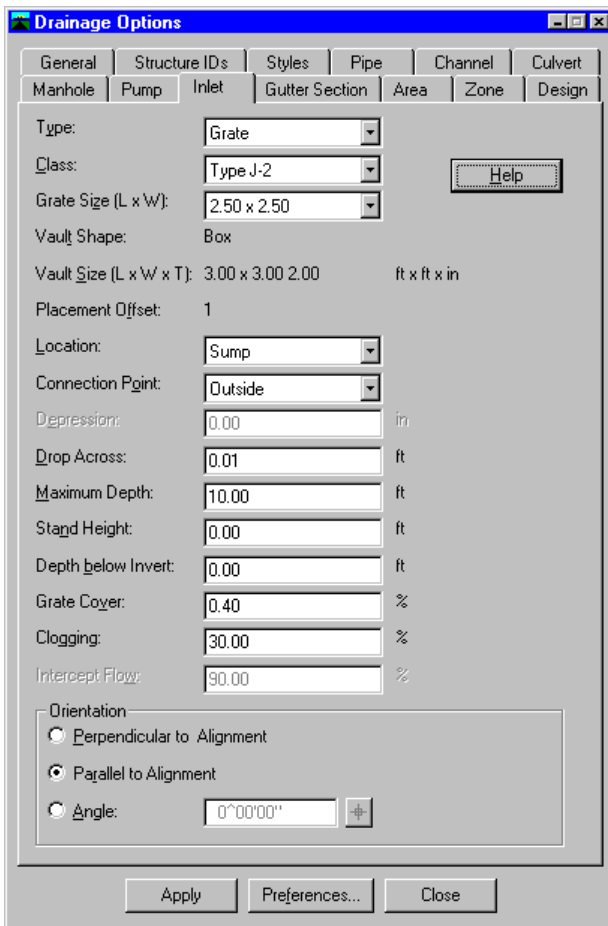 Drainage Options
General Structure IDs Styles Pipe Channel Culvert
Manhole Pump Inlet Gutter Section Area Zone Design
Type: Grate
Class: Type J-2
Help
Grate Size (L x W): 2.50 x 2.50
Vault Shape: Box
Vault Size (L x W x T): 3.00 x 3.00 2.00 ft x ft x in
Placement Offset: 1
Location: Sump
Connection Point: Outside
Depression: 0.00 in
Drop Across: 0.01 ft
Maximum Depth: 10.00 ft
Stand Height: 0.00 ft
Depth below Invert: 0.00 ft
Grate Cover: 0.40 %
Clogging: 30.00 %
Intercept Flow: 90.00 %
Orientation
Perpendicular to Alignment
Parallel to Alignment
Angle: 0^00'00"
Apply Preferences... Close